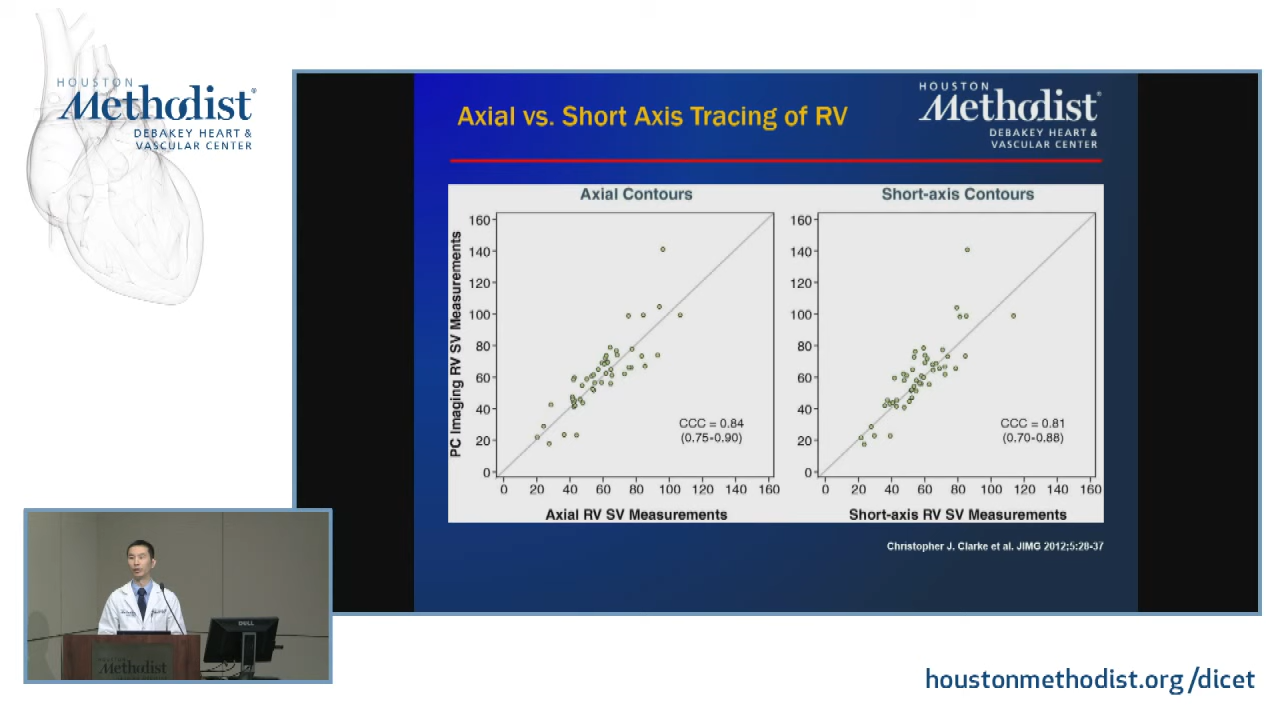 HOUSTON
Methodist®
DEBAKEY HEART &
VASCULAR CENTER
Axial vs. Short Axis Tracing of RV
HOUSTON
Methodist®
DEBAKEY HEART &
VASCULAR CENTER
Axial Contours
PC Imaging RV SV Measurements
160
140
120
100
80
60
40
20
0
CCC = 0.84
(0.75-0.90)
0 20 40 60 80 100 120 140 160
Axial RV SV Measurements
Short-axis Contours
160
140
120
100
80
60
40
20
0
CCC = 0.81
(0.70-0.88)
0 20 40 60 80 100 120 140 160
Short-axis RV SV Measurements
Christopher J. Clarke et al. JIMG 2012;5:28-37
DELL
HOUSTON
Methodist
houstonmethodist.org/dicet